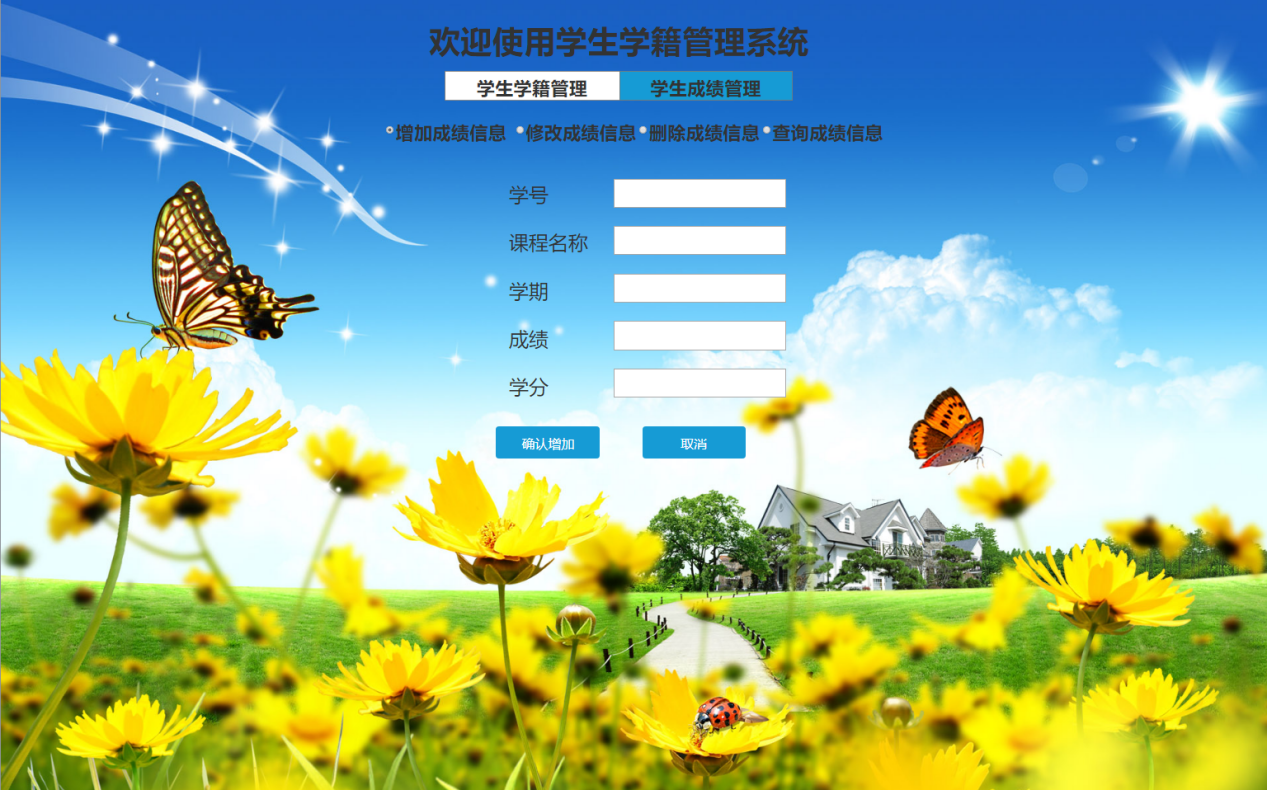 欢迎使用学生学籍管理系统
学生学籍管理 学生成绩管理
增加成绩信息 修改成绩信息 删除成绩信息 查询成绩信息
学号
课程名称
学期
成绩
学分
确认增加 取消